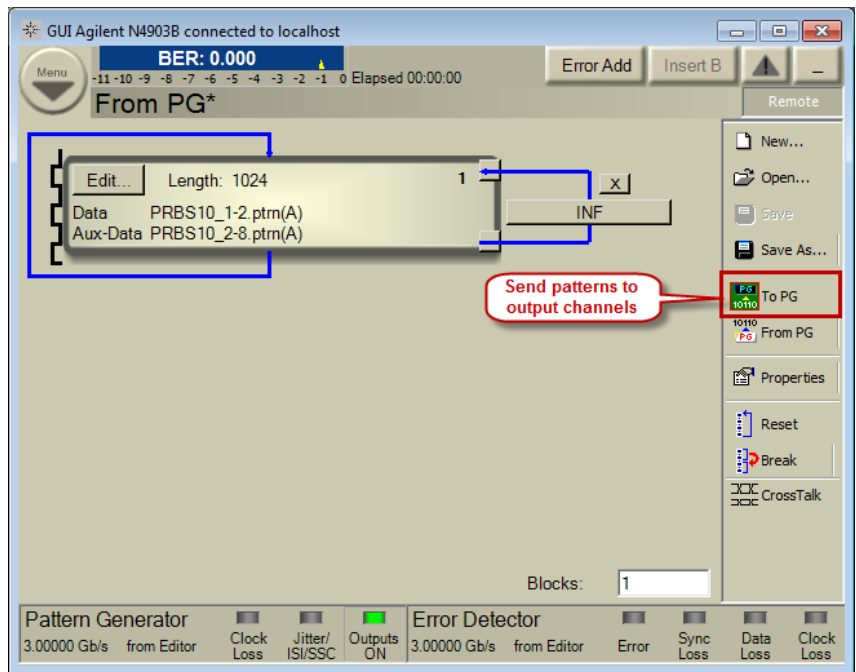 GUI Agilent N4903B connected to localhost
Menu
BER: 0.000
-11 -10 -9 -8 -7 -6 -5 -4 -3 -2 -1 0 Elapsed 00:00:00
Error Add
Insert B
From PG*
Remote
Edit...
Length: 1024
1
Data PRBS10_1-2.ptrn(A)
Aux-Data PRBS10_2-8.ptrn(A)
X
INF
Send patterns to
output channels
New...
Open...
Save
Save As...
PG
10110
To PG
10110
PG
From PG
Properties
Reset
Break
CrossTalk
Blocks: 1
Pattern Generator
3.00000 Gb/s from Editor
Clock
Loss
Jitter/
ISI/SSC
Outputs
ON
Error Detector
3.00000 Gb/s from Editor
Error
Sync
Loss
Data
Loss
Clock
Loss